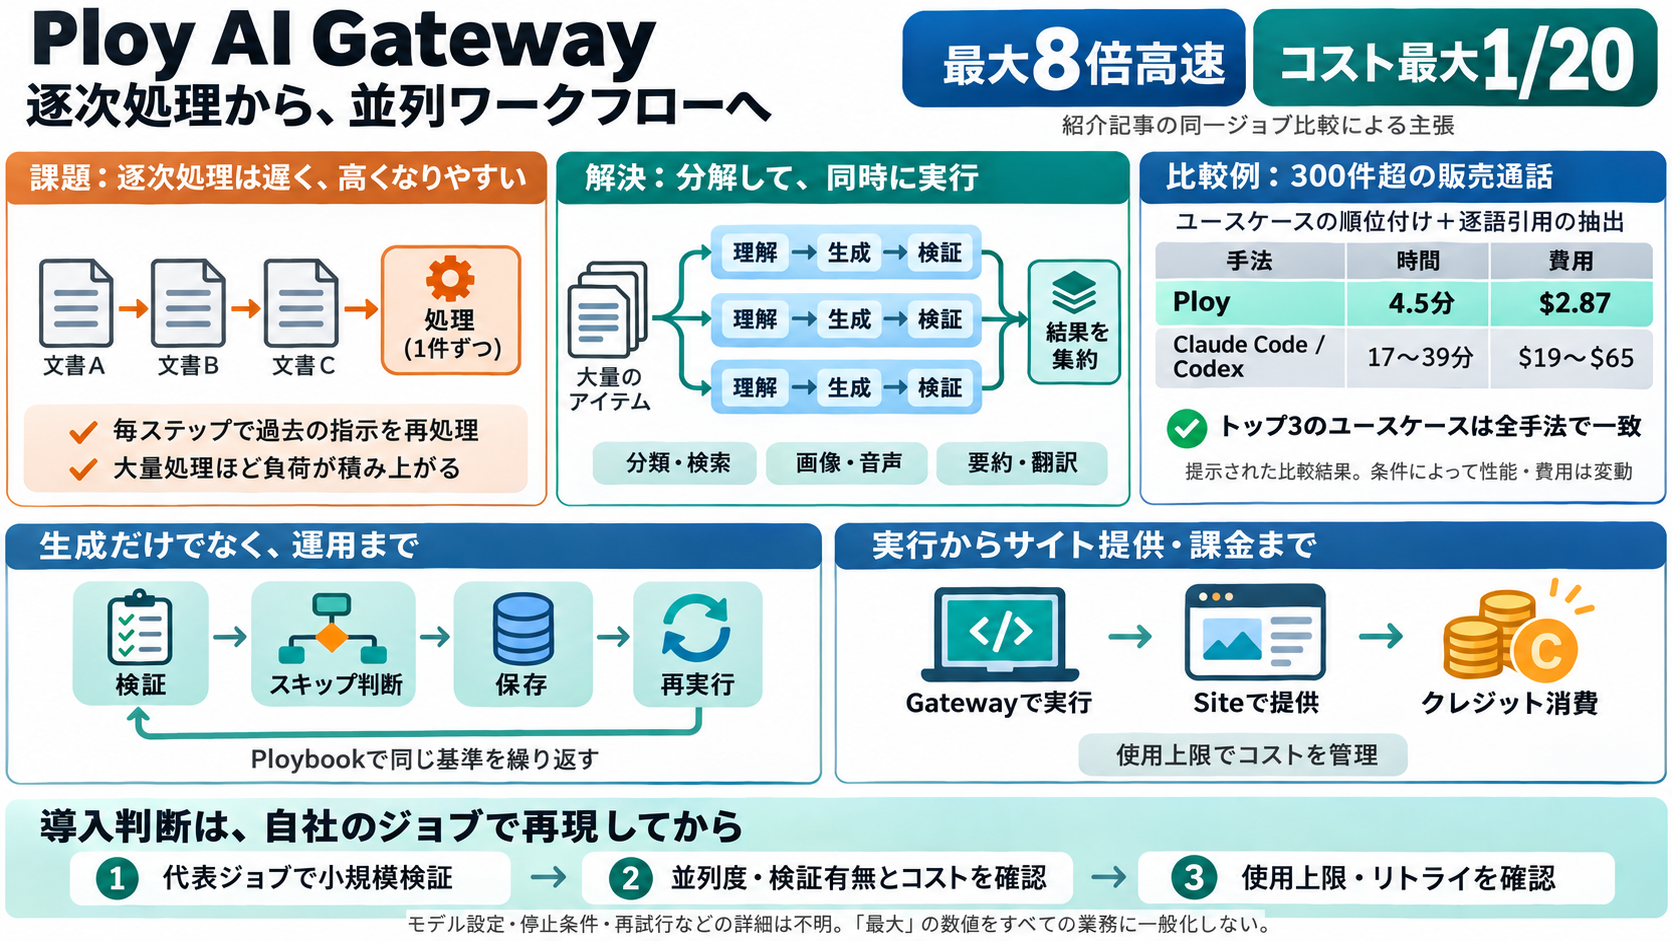 Ploy AI Gateway
逐次処理から、並列ワークフローへ
最大8倍高速
コスト最大1/20
紹介記事の同一ジョブ比較による主張
課題：逐次処理は遅く、高くなりやすい
文書A
文書B
文書C
処理
(1件ずつ)
毎ステップで過去の指示を再処理
大量処理ほど負荷が積み上がる
解決：分解して、同時に実行
大量の
アイテム
理解 生成 検証
理解 生成 検証
理解 生成 検証
結果を
集約
分類・検索
画像・音声
要約・翻訳
比較例：300件超の販売通話
ユースケースの順位付け＋逐語引用の抽出
手法 時間 費用
Ploy 4.5分 $2.87
Claude Code /
Codex
17〜39分 $19〜$65
トップ3のユースケースは全手法で一致
提示された比較結果。条件によって性能・費用は変動
生成だけでなく、運用まで
検証
スキップ判断
保存
再実行
Ploybookで同じ基準を繰り返す
実行からサイト提供・課金まで
</>
Gatewayで実行
Siteで提供
C
クレジット消費
使用上限でコストを管理
導入判断は、自社のジョブで再現してから
1 代表ジョブで小規模検証
2 並列度・検証有無とコストを確認
3 使用上限・リトライを確認
モデル設定・停止条件・再試行などの詳細は不明。「最大」の数値をすべての業務に一般化しない。